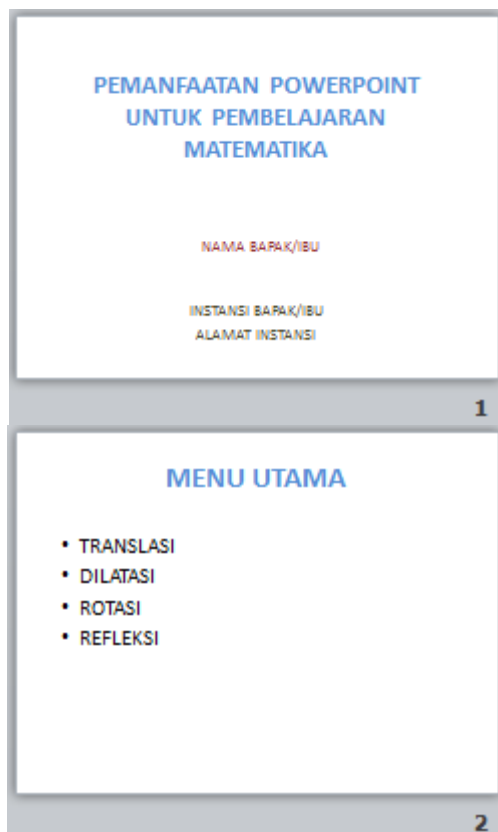 PEMANFAATAN POWERPOINT
UNTUK PEMBELAJARAN
MATEMATIKA
NAMA BAPAK/IBU
INSTANSI BAPAK/IBU
ALAMAT INSTANSI
1
MENU UTAMA
• TRANSLASI
• DILATASI
• ROTASI
• REFLEKSI
2